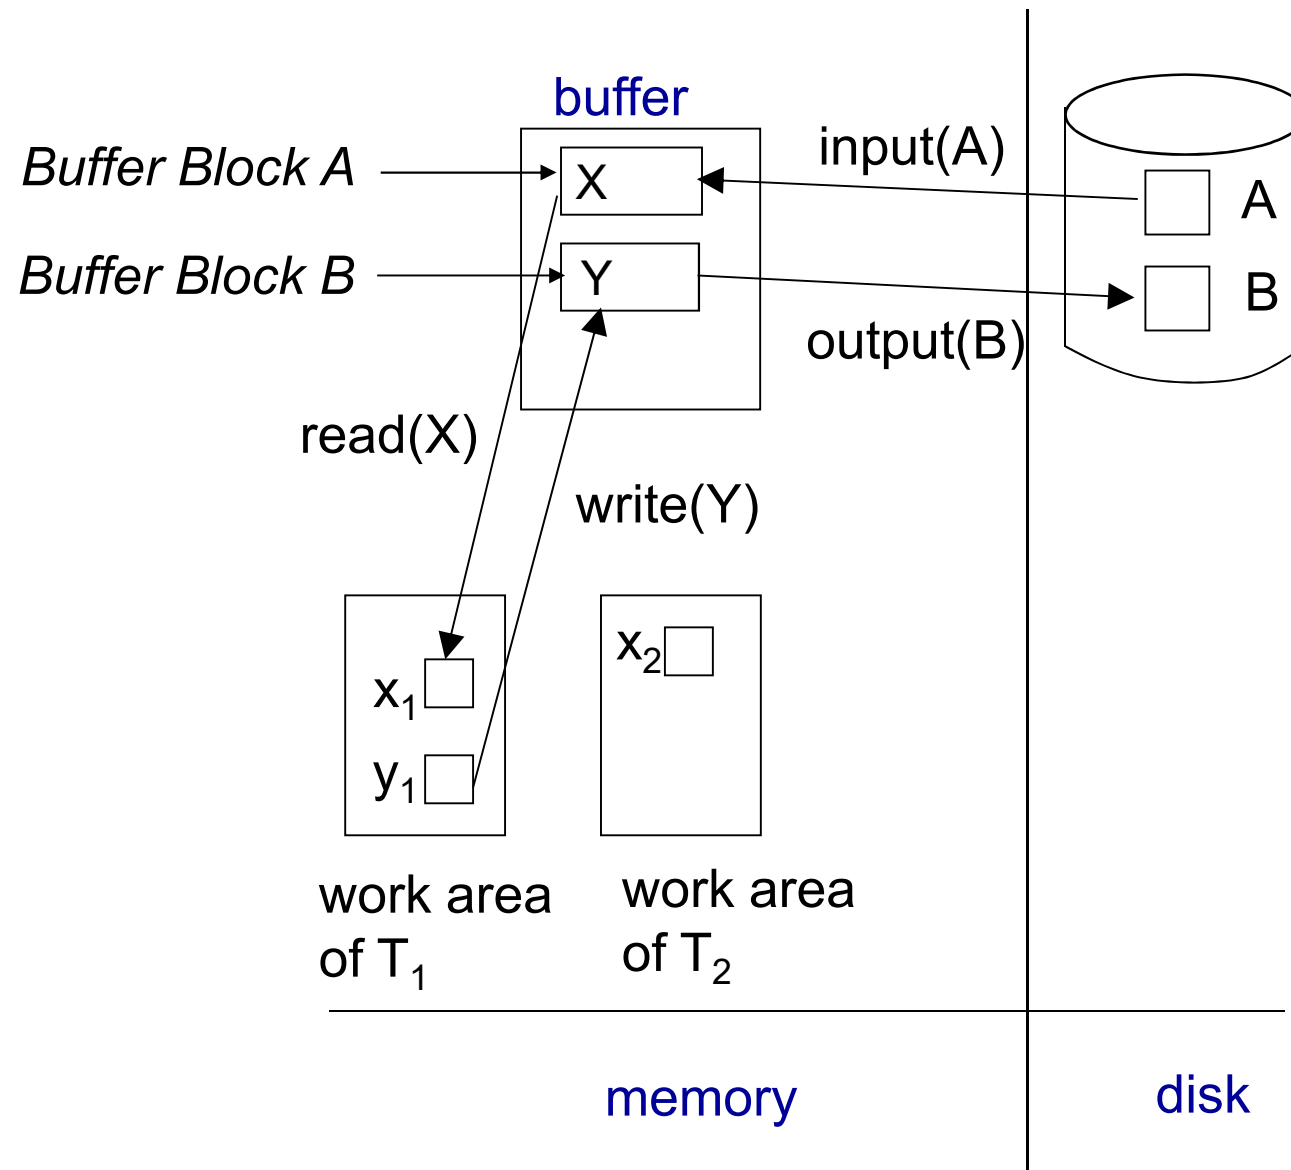 buffer
Buffer Block A
X
input(A)
A
Buffer Block B
Y
B
output(B)
read(X)
write(Y)
x₁
y₁
x₂
work area
of T₁
work area
of T₂
memory
disk